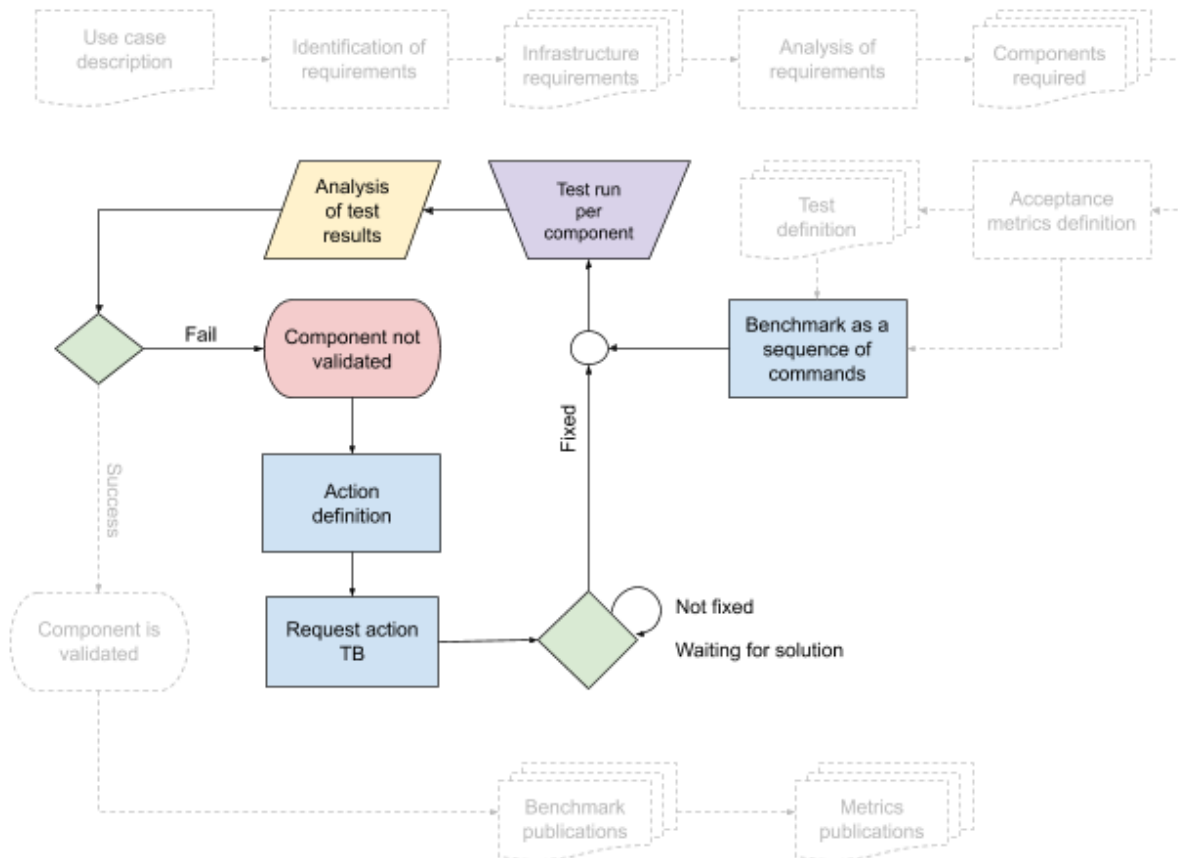 Use case
description
Identification of
requirements
Infrastructure
requirements
Analysis of
requirements
Components
required
Analysis
of test
results
Test run
per
component
Test
definition
Acceptance
metrics definition
Fail
Component not
validated
Benchmark as a
sequence of
commands
Fixed
Success
Action
definition
Component is
validated
Request action
TB
Not fixed
Waiting for solution
Benchmark
publications
Metrics
publications